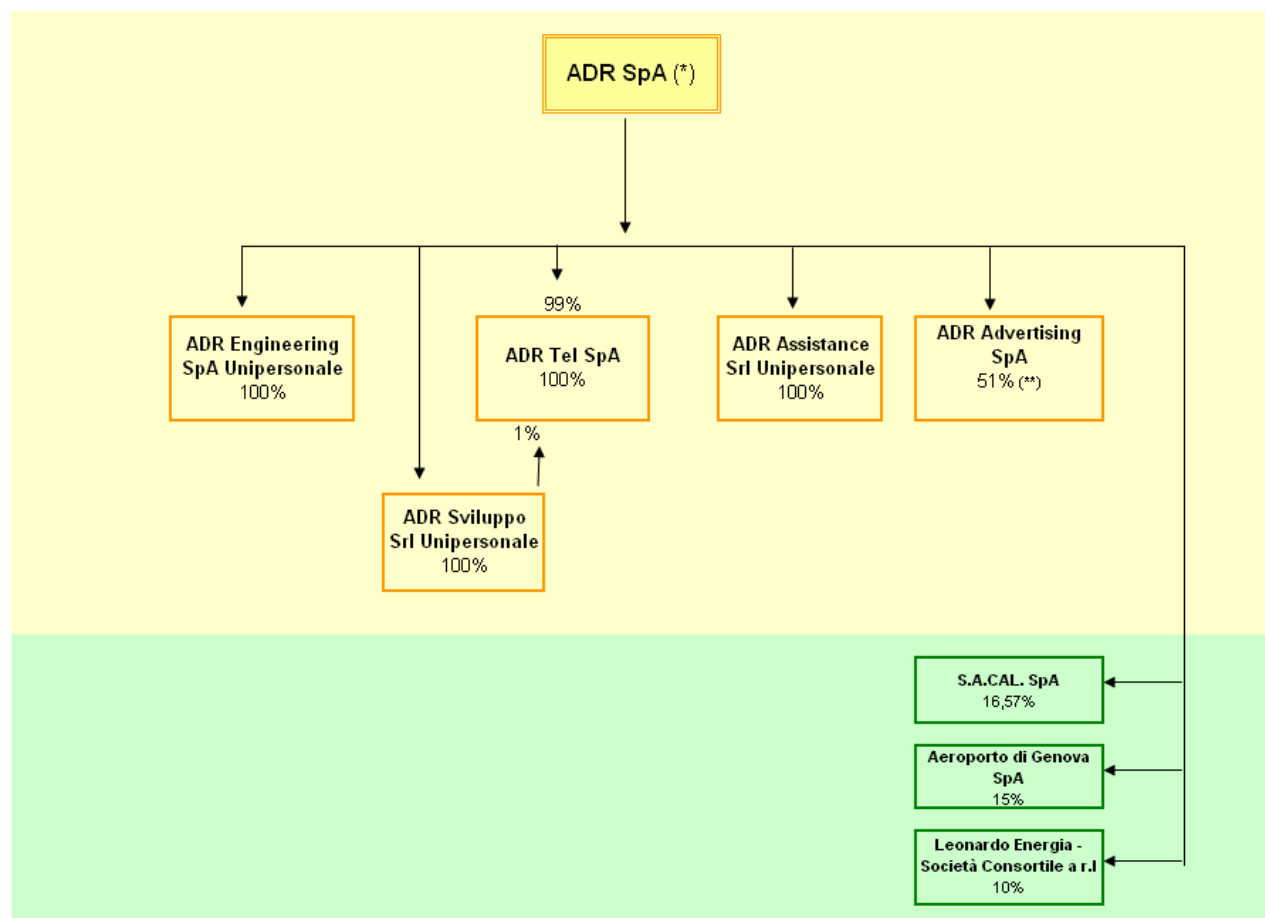 ADR SpA (*)
99%
ADR Engineering
SpA Unipersonale
100%
ADR Tel SpA
100%
ADR Assistance
Srl Unipersonale
100%
ADR Advertising
SpA
51% (**)
1%
ADR Sviluppo
Srl Unipersonale
100%
S.A.CAL. SpA
16,57%
Aeroporto di Genova
SpA
15%
Leonardo Energia -
Società Consortile a r.l
10%